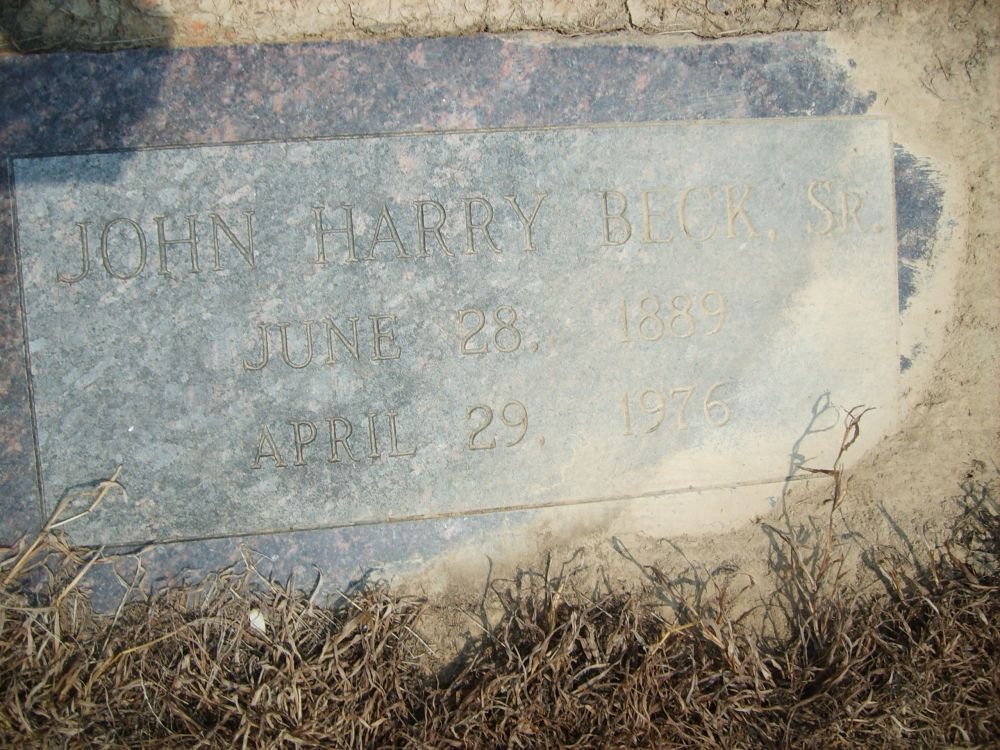 JOHN HARRY BECK, SR.
JUNE 28, 1889
APRIL 29, 1976